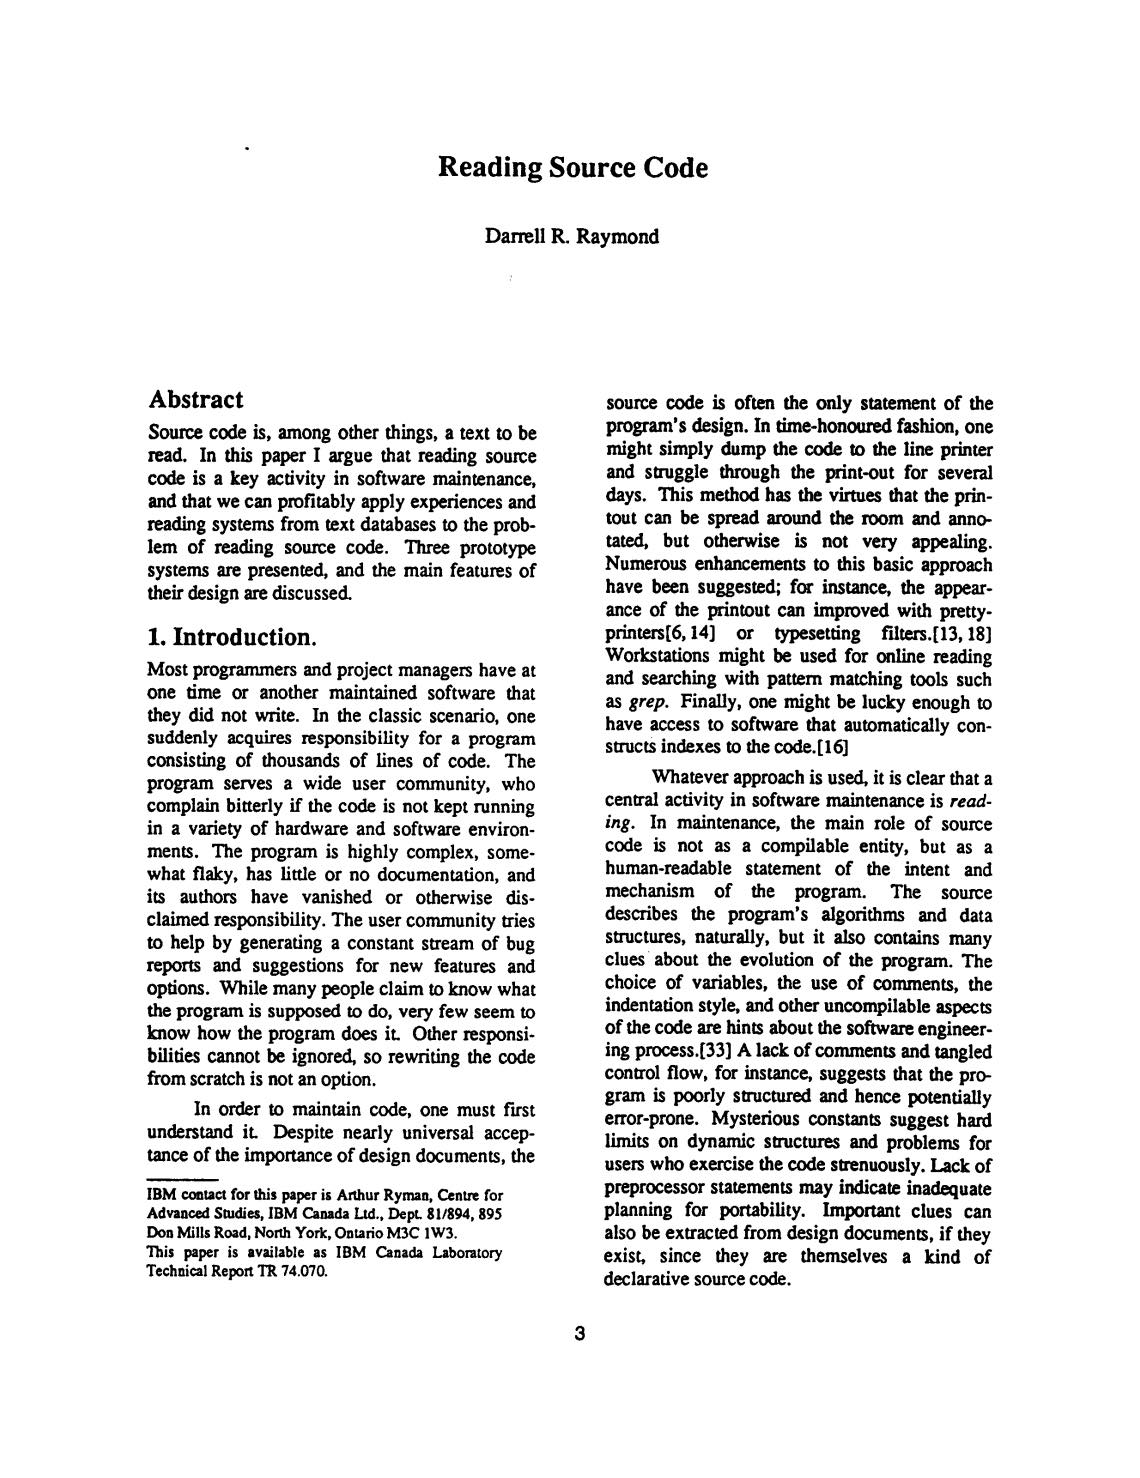 Reading Source Code
Darrell R. Raymond
Abstract
Source code is, among other things, a text to be
read. In this paper I argue that reading source
code is a key activity in software maintenance,
and that we can profitably apply experiences and
reading systems from text databases to the prob-
lem of reading source code. Three prototype
systems are presented, and the main features of
their design are discussed.
1. Introduction.
Most programmers and project managers have at
one time or another maintained software that
they did not write. In the classic scenario, one
suddenly acquires responsibility for a program
consisting of thousands of lines of code. The
program serves a wide user community, who
complain bitterly if the code is not kept running
in a variety of hardware and software environ-
ments. The program is highly complex, some-
what flaky, has little or no documentation, and
its authors have vanished or otherwise dis-
claimed responsibility. The user community tries
to help by generating a constant stream of bug
reports and suggestions for new features and
options. While many people claim to know what
the program is supposed to do, very few seem to
know how the program does it. Other responsi-
bilities cannot be ignored, so rewriting the code
from scratch is not an option.
In order to maintain code, one must first
understand it. Despite nearly universal accep-
tance of the importance of design documents, the
IBM contact for this paper is Arthur Ryman, Centre for
Advanced Studies, IBM Canada Ltd., Dept. 81/894, 895
Don Mills Road, North York, Ontario M3C 1W3.
This paper is available as IBM Canada Laboratory
Technical Report TR 74.070.
source code is often the only statement of the
program's design. In time-honoured fashion, one
might simply dump the code to the line printer
and struggle through the print-out for several
days. This method has the virtues that the prin-
tout can be spread around the room and anno-
tated, but otherwise is not very appealing.
Numerous enhancements to this basic approach
have been suggested; for instance, the appear-
ance of the printout can improved with pretty-
printers[6, 14] or typesetting filters.[13, 18]
Workstations might be used for online reading
and searching with pattern matching tools such
as grep. Finally, one might be lucky enough to
have access to software that automatically con-
structs indexes to the code.[16]
Whatever approach is used, it is clear that a
central activity in software maintenance is read-
ing. In maintenance, the main role of source
code is not as a compilable entity, but as a
human-readable statement of the intent and
mechanism of the program. The source
describes the program's algorithms and data
structures, naturally, but it also contains many
clues about the evolution of the program. The
choice of variables, the use of comments, the
indentation style, and other uncompilable aspects
of the code are hints about the software engineer-
ing process.[33] A lack of comments and tangled
control flow, for instance, suggests that the pro-
gram is poorly structured and hence potentially
error-prone. Mysterious constants suggest hard
limits on dynamic structures and problems for
users who exercise the code strenuously. Lack of
preprocessor statements may indicate inadequate
planning for portability. Important clues can
also be extracted from design documents, if they
exist, since they are themselves a kind of
declarative source code.
3